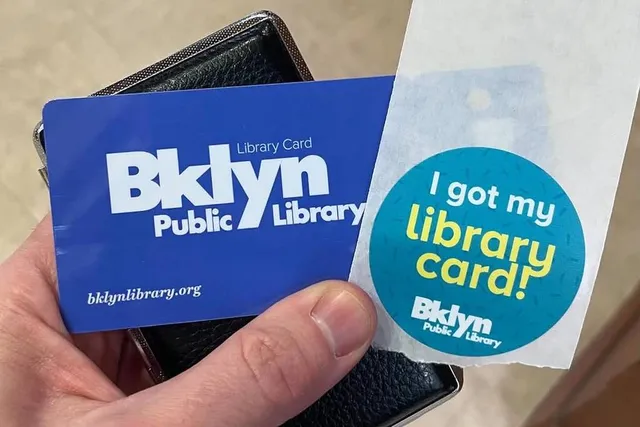 Library Card
Bklyn
Public Library
bklynlibrary.org
I got my
library
card!
Bklyn
Public Library